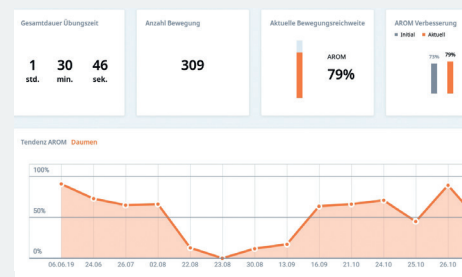 Gesamtdauer Übungszeit
1 30 46
std. min. sek.
Anzahl Bewegung
309
Aktuelle Bewegungsreichweite
AROM
79%
AROM Verbesserung
Initial Aktuell
79%
Tendenz AROM Daumen
100%
50%
0%
06.06.19 24.06 26.07 02.08 22.08 23.08 30.08 13.09 16.09 21.10 24.10 25.10 26.10